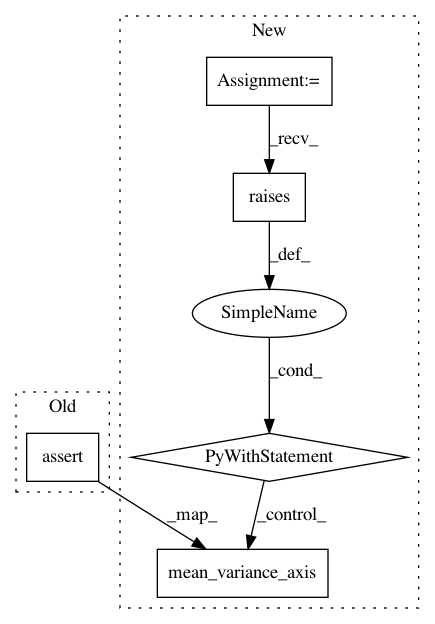 New
Assignment:=
_recv_
raises
_def_
SimpleName
_cond_
Old
assert
PyWithStatement
_map_
_control_
mean_variance_axis